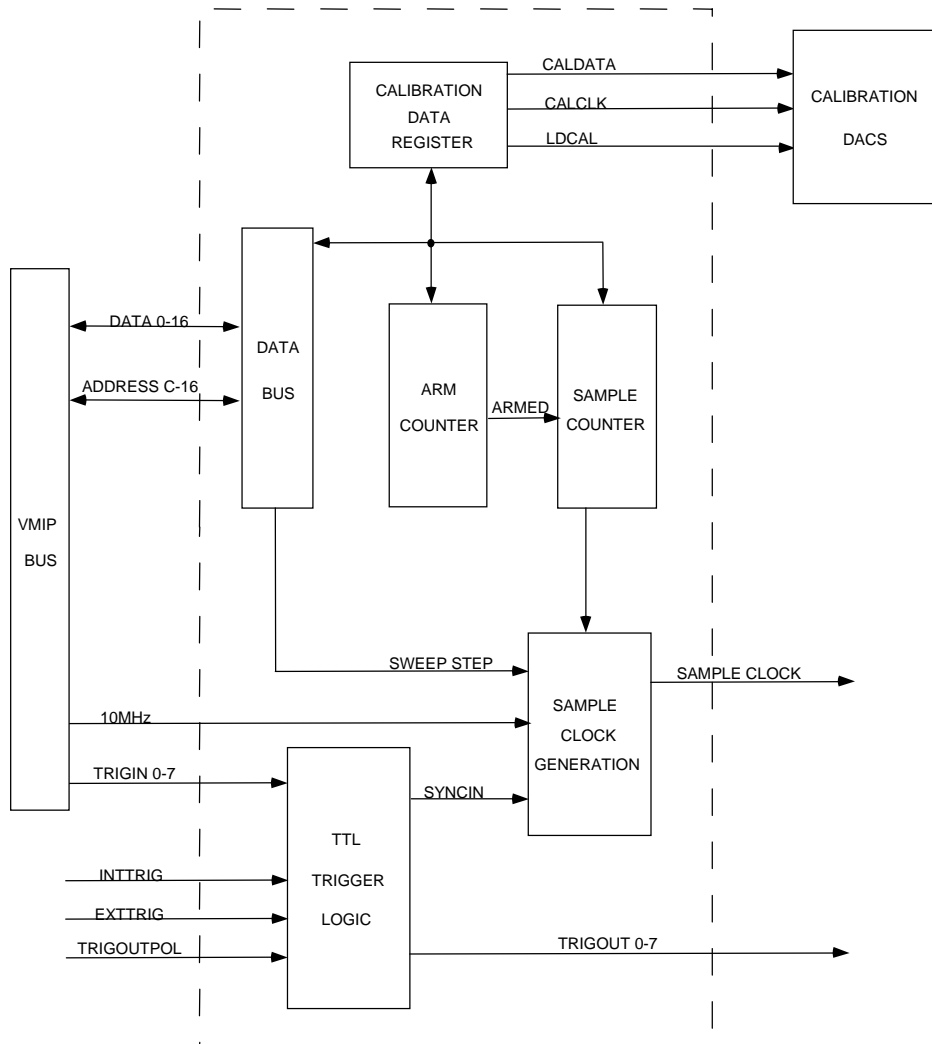 CALDATA
CALIBRATION
DATA
REGISTER
CALCLK
LDCAL
CALIBRATION
DACS
DATA 0-16
ADDRESS C-16
DATA
BUS
ARM
COUNTER
ARMED
SAMPLE
COUNTER
VMIP
BUS
SWEEP STEP
10MHz
SAMPLE
CLOCK
GENERATION
SAMPLE CLOCK
TRIGIN 0-7
SYNCIN
TTL
TRIGGER
LOGIC
INTTRIG
EXTTRIG
TRIGOUTPOL
TRIGOUT 0-7